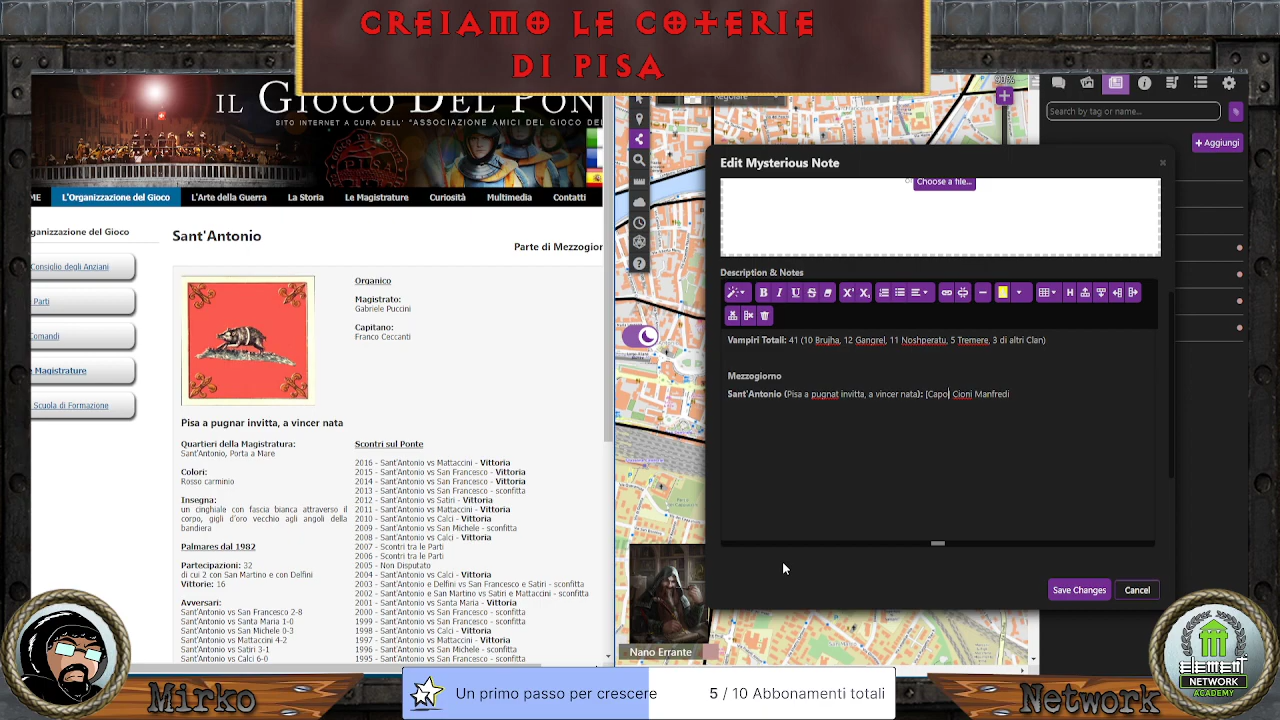 CREIAMO LE COTERIE
DI PISA
IL GIOCO DEL PON
SITO INTERNET A CURA DELL' "ASSOCIAZIONE AMICI DEL GIOCO DE
ME
L'Organizzazione del Gioco
L'Arte della Guerra
La Storia
Le Magistrature
Curiosità
Multimedia
Contatti
ganizzazione del Gioco
Consiglio degli Anziani
Parti
Comandi
e Magistrature
Scuola di Formazione
Sant'Antonio
Parte di Mezzogior
Organico
Magistrato:
Gabriele Puccini
Capitano:
Franco Ceccanti
Pisa a pugnar invitta, a vincer nata
Quartieri della Magistratura:
Sant'Antonio, Porta a Mare
Colori:
Rosso carminio
Insegna:
un cinghiale con fascia bianca attraverso il
corpo, gigli d'oro vecchio agli angoli della
bandiera
Palmares dal 1982
Partecipazioni: 32
di cui 2 con San Martino e con Delfini
Vittorie: 16
Avversari:
Sant'Antonio vs San Francesco 2-8
Sant'Antonio vs Santa Maria 1-0
Sant'Antonio vs San Michele 0-3
Sant'Antonio vs Mattaccini 4-2
Sant'Antonio vs Satiri 3-1
Sant'Antonio vs Calci 6-0
Scontri sul Ponte
2016 - Sant'Antonio vs Mattaccini - Vittoria
2015 - Sant'Antonio vs San Francesco - Vittoria
2014 - Sant'Antonio vs San Francesco - Vittoria
2013 - Sant'Antonio vs San Francesco - sconfitta
2012 - Sant'Antonio vs Satiri - Vittoria
2011 - Sant'Antonio vs Mattaccini - Vittoria
2010 - Sant'Antonio vs Calci - Vittoria
2009 - Sant'Antonio vs San Michele - sconfitta
2008 - Sant'Antonio vs Calci - Vittoria
2007 - Scontri tra le Parti
2006 - Scontri tra le Parti
2005 - Non Disputato
2004 - Sant'Antonio vs Calci - Vittoria
2003 - Sant'Antonio e Delfini vs San Francesco e Satiri - sconfitta
2002 - Sant'Antonio e San Martino vs Satiri e Mattaccini - sconfitta
2001 - Sant'Antonio vs Santa Maria - Vittoria
2000 - Sant'Antonio vs San Francesco - sconfitta
1999 - Sant'Antonio vs San Francesco - sconfitta
1998 - Sant'Antonio vs Calci - Vittoria
1997 - Sant'Antonio vs Mattaccini - Vittoria
1996 - Sant'Antonio vs San Michele - sconfitta
1995 - Sant'Antonio vs San Francesco - sconfitta
Regolare
90%
Search by tag or name...
+ Aggiungi
Edit Mysterious Note
Choose a file...
Description & Notes
Vampiri Totali: 41 (10 Brujha, 12 Gangrel, 11 Noshperatu, 5 Tremere, 3 di altri Clan)
Mezzogiorno
Sant'Antonio (Pisa a pugnat invitta, a vincer nata): [Capo Cioni Manfredi
Save Changes
Cancel
Nano Errante
Mirko
Un primo passo per crescere
5 / 10 Abbonamenti totali
Network
ELEMENT
NETWORK
ACADEMY